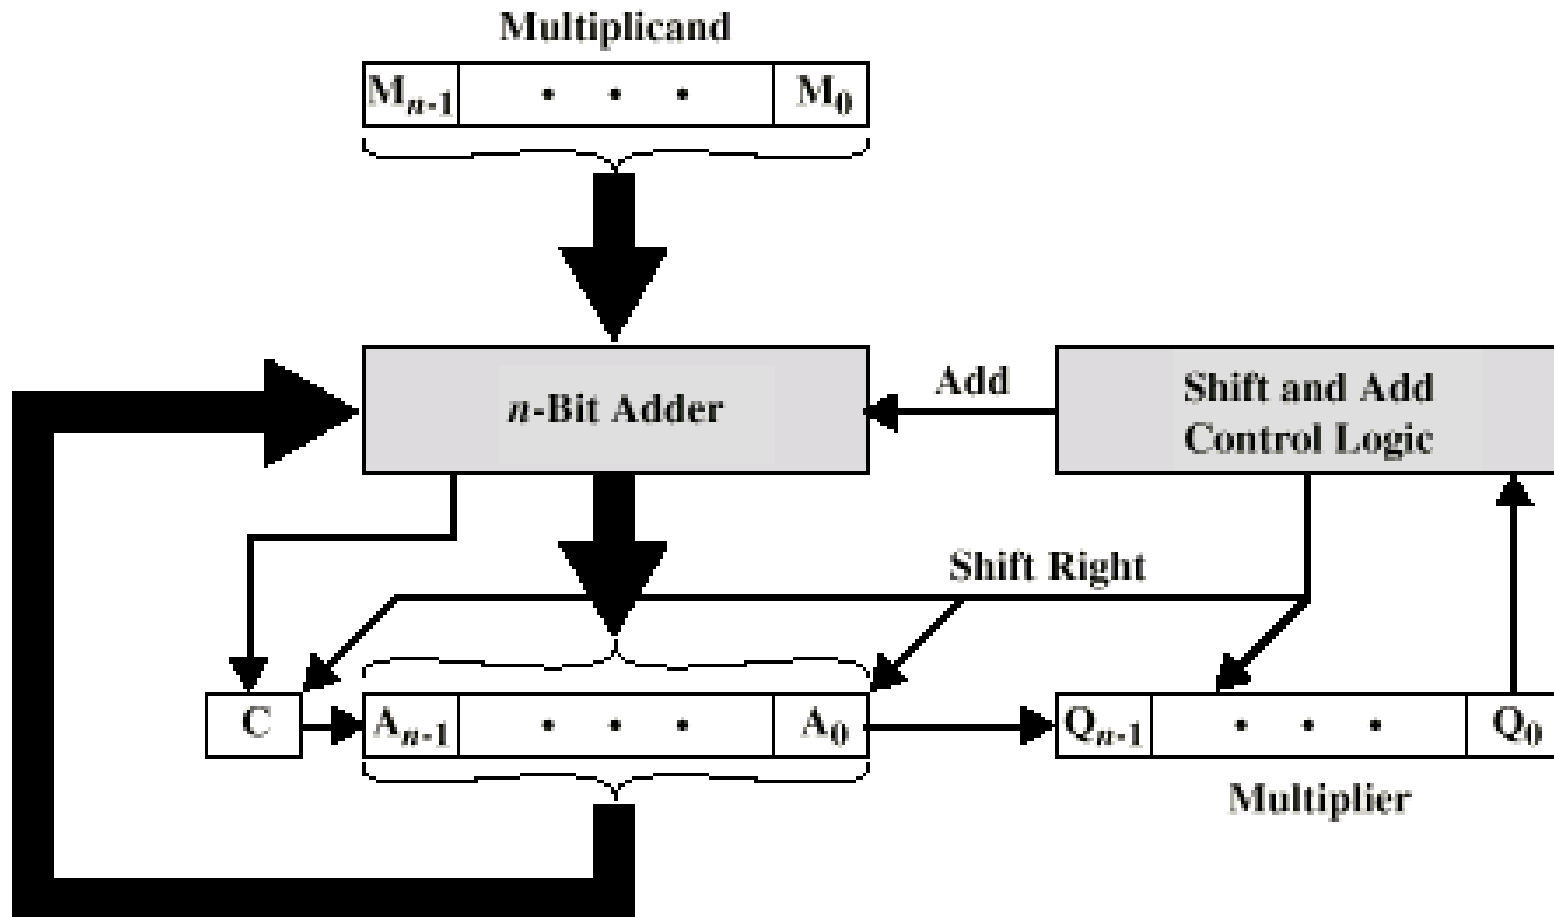 Multiplicand
Mn-1 · · · M0
n-Bit Adder
Add
Shift and Add
Control Logic
Shift Right
C
An-1 · · · A0
Qn-1 · · · Q0
Multiplier